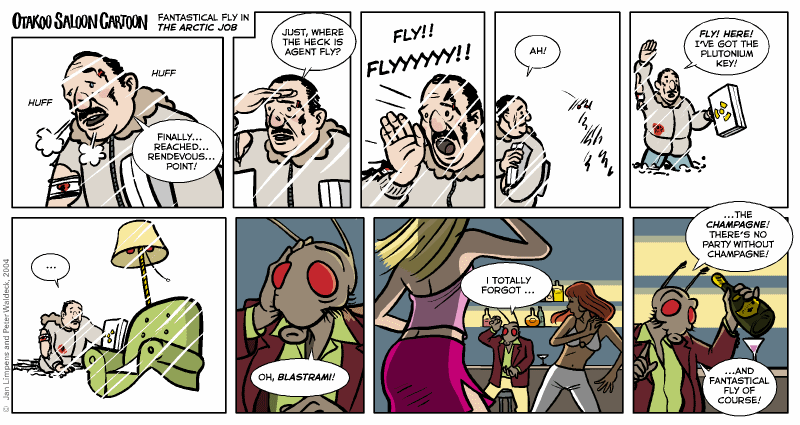 OTAKOO SALOON CARTOON
FANTASTICAL FLY IN
THE ARCTIC JOB
HUFF
HUFF
FINALLY...
REACHED...
RENDEVOUS...
POINT!
JUST, WHERE
THE HECK IS
AGENT FLY?
FLY!!
FLYYYYYY!!
AH!
FLY! HERE!
I'VE GOT THE
PLUTONIUM
KEY!
...
OH, BLASTRAMI!
I TOTALLY
FORGOT ...
...THE
CHAMPAGNE!
THERE'S NO
PARTY WITHOUT
CHAMPAGNE!
...AND
FANTASTICAL
FLY OF
COURSE!
© Jan Limpens and Peter Waldeck, 2004